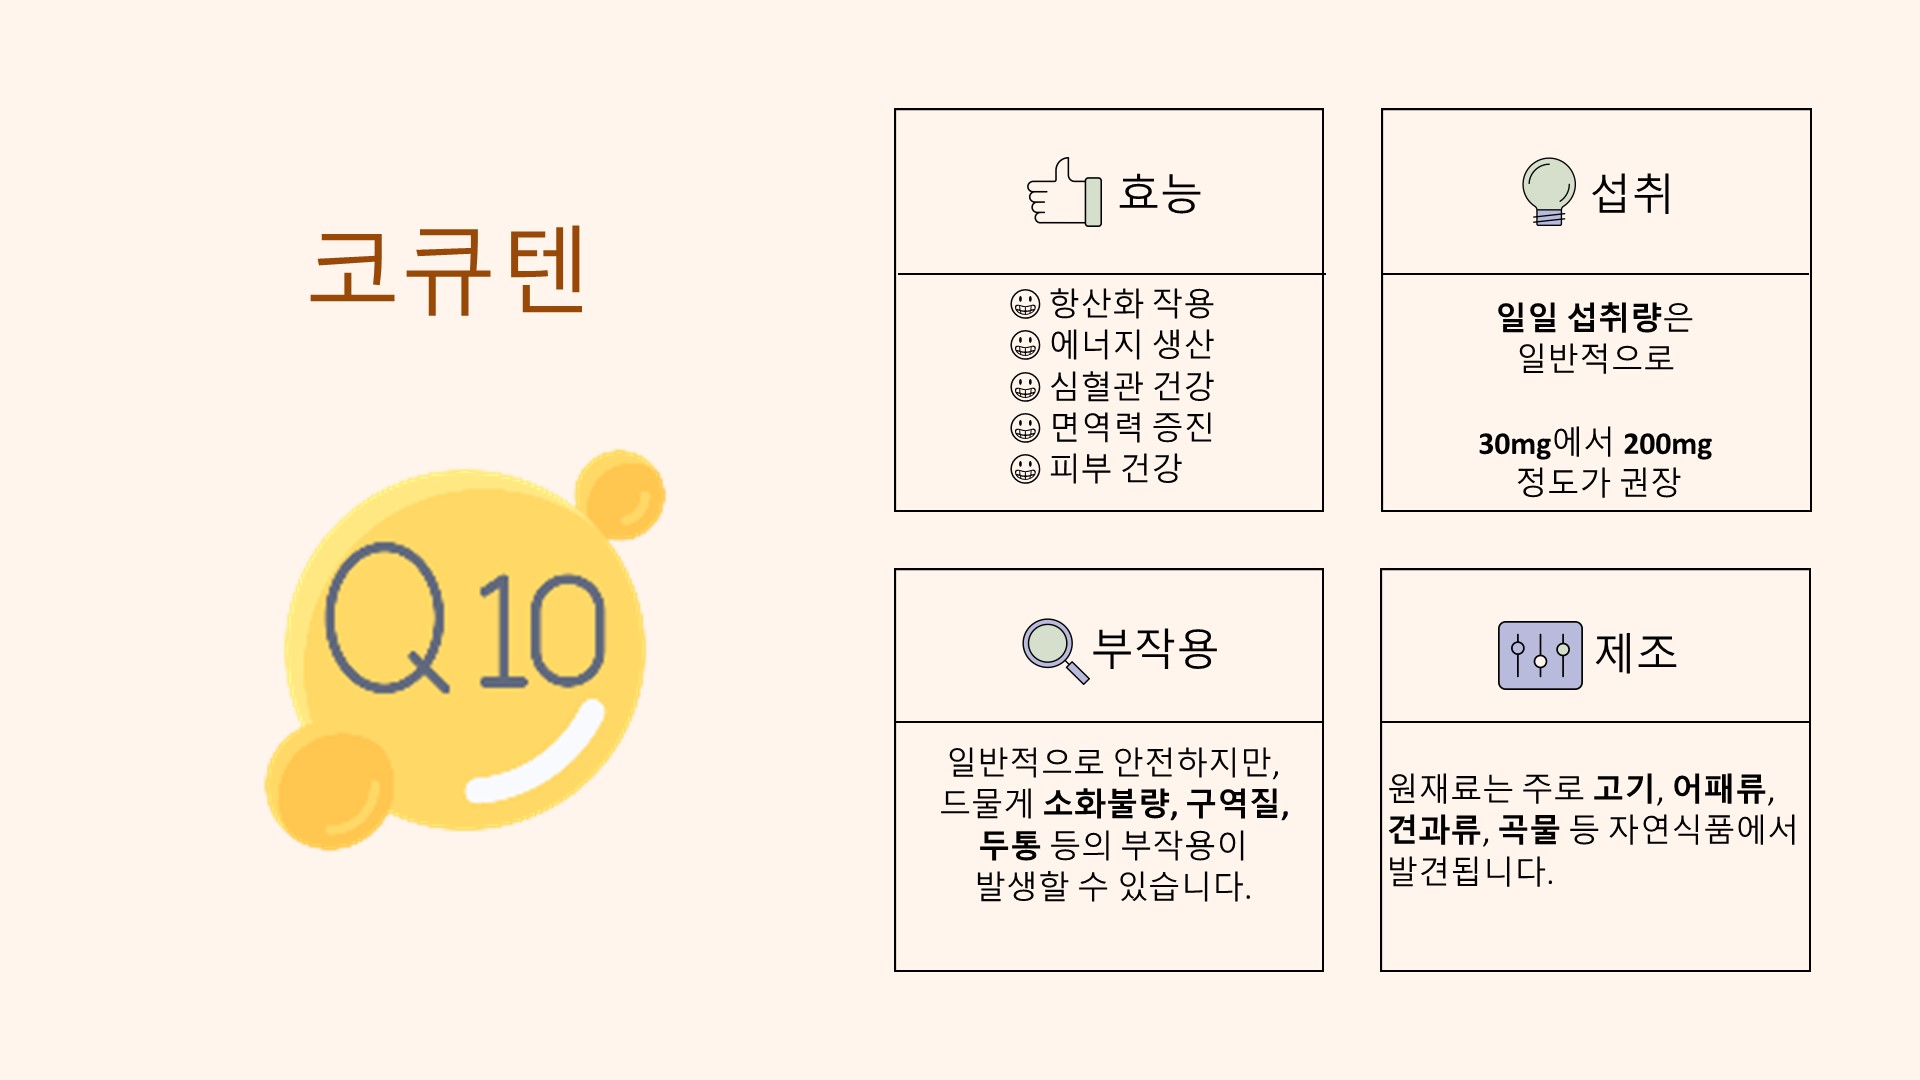 코큐텐
Q10
효능
😀 항산화 작용
😀 에너지 생산
😀 심혈관 건강
😀 면역력 증진
😀 피부 건강
섭취
일일 섭취량은
일반적으로
30mg에서 200mg
정도가 권장
부작용
일반적으로 안전하지만,
드물게 소화불량, 구역질,
두통 등의 부작용이
발생할 수 있습니다.
제조
원재료는 주로 고기, 어패류,
견과류, 곡물 등 자연식품에서
발견됩니다.